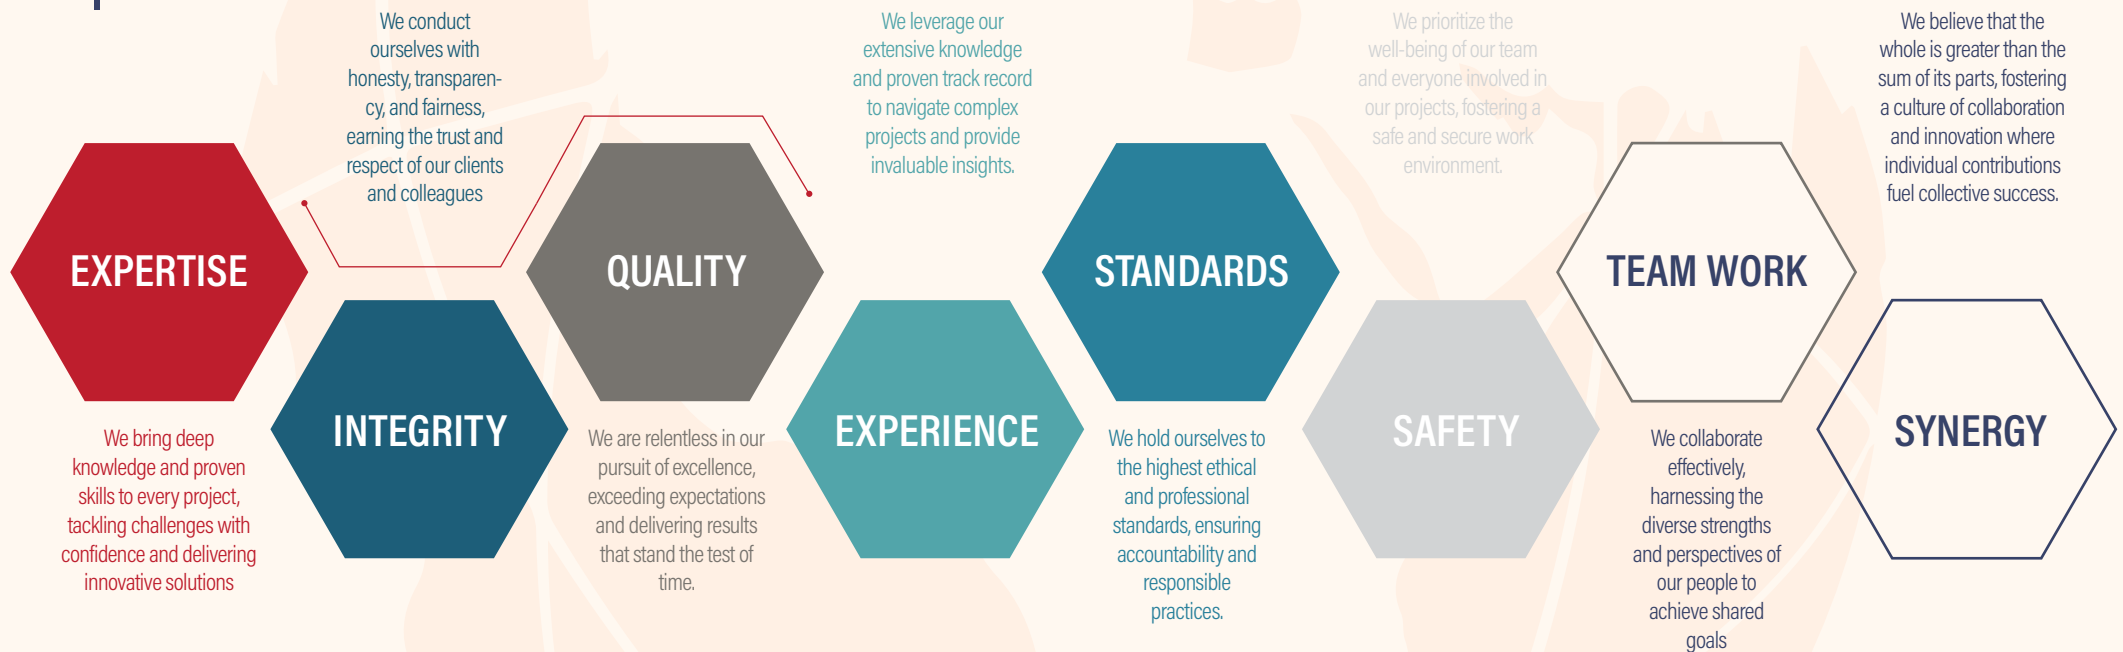 EXPERTISE
We bring deep
knowledge and proven
skills to every project,
tackling challenges with
confidence and delivering
innovative solutions
We conduct
ourselves with
honesty, transparen-
cy, and fairness,
earning the trust and
respect of our clients
and colleagues
INTEGRITY
QUALITY
We are relentless in our
pursuit of excellence,
exceeding expectations
and delivering results
that stand the test of
time.
We leverage our
extensive knowledge
and proven track record
to navigate complex
projects and provide
invaluable insights.
EXPERIENCE
STANDARDS
We hold ourselves to
the highest ethical
and professional
standards, ensuring
accountability and
responsible
practices.
We prioritize the
well-being of our team
and everyone involved in
our projects, fostering a
safe and secure work
environment.
SAFETY
TEAM WORK
We collaborate
effectively,
harnessing the
diverse strengths
and perspectives of
our people to
achieve shared
goals
We believe that the
whole is greater than the
sum of its parts, fostering
a culture of collaboration
and innovation where
individual contributions
fuel collective success.
SYNERGY